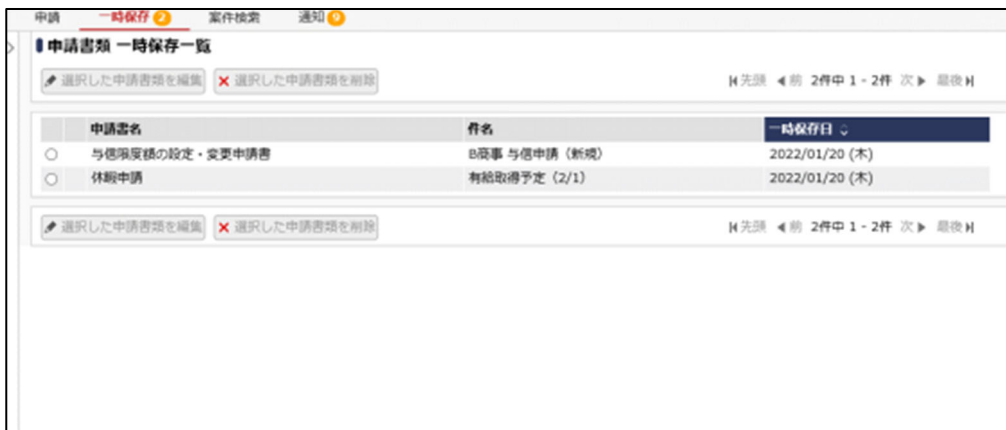 申請 一時保存 2 案件検索 通知 9
申請書類 一時保存一覧
選択した申請書類を編集 選択した申請書類を削除 先頭 前 2件中 1 - 2件 次 最後
申請書名 件名 一時保存日
与信限度額の設定・変更申請書 B商事 与信申請（新規） 2022/01/20 (木)
休暇申請 有給取得予定（2/1） 2022/01/20 (木)
選択した申請書類を編集 選択した申請書類を削除 先頭 前 2件中 1 - 2件 次 最後